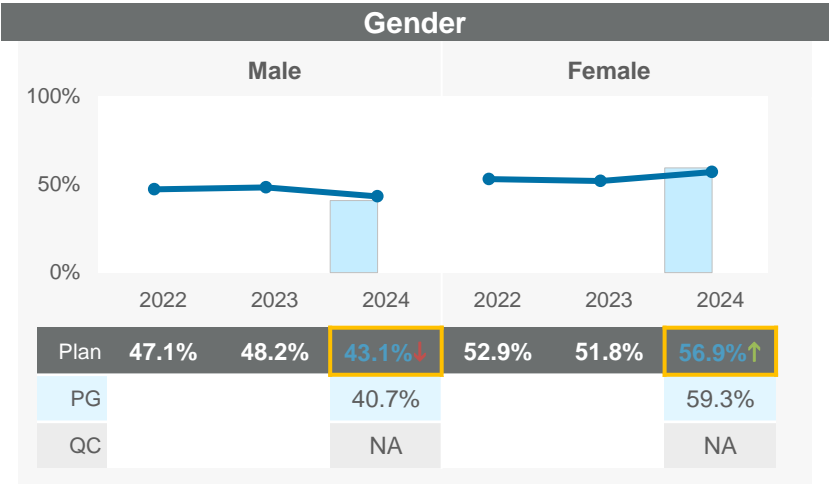 Gender
Male Female
100%
50%
0%
2022 2023 2024 2022 2023 2024
Plan 47.1% 48.2% 43.1%↓ 52.9% 51.8% 56.9%↑
PG 40.7% 59.3%
QC NA NA